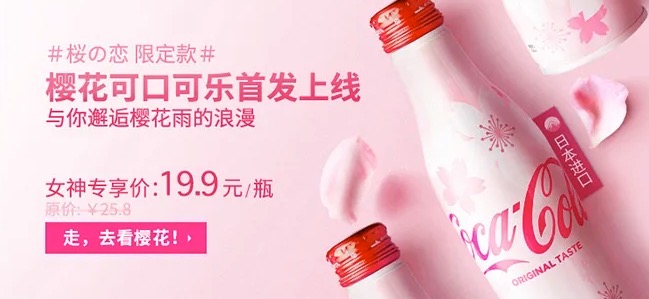 ＃桜の恋 限定款＃
樱花可口可乐首发上线
与你邂逅樱花雨的浪漫
女神专享价:19.9元/瓶
原价:￥25.8
走，去看樱花！›
日本进口
Coca-Col
ORIGINAL TASTE